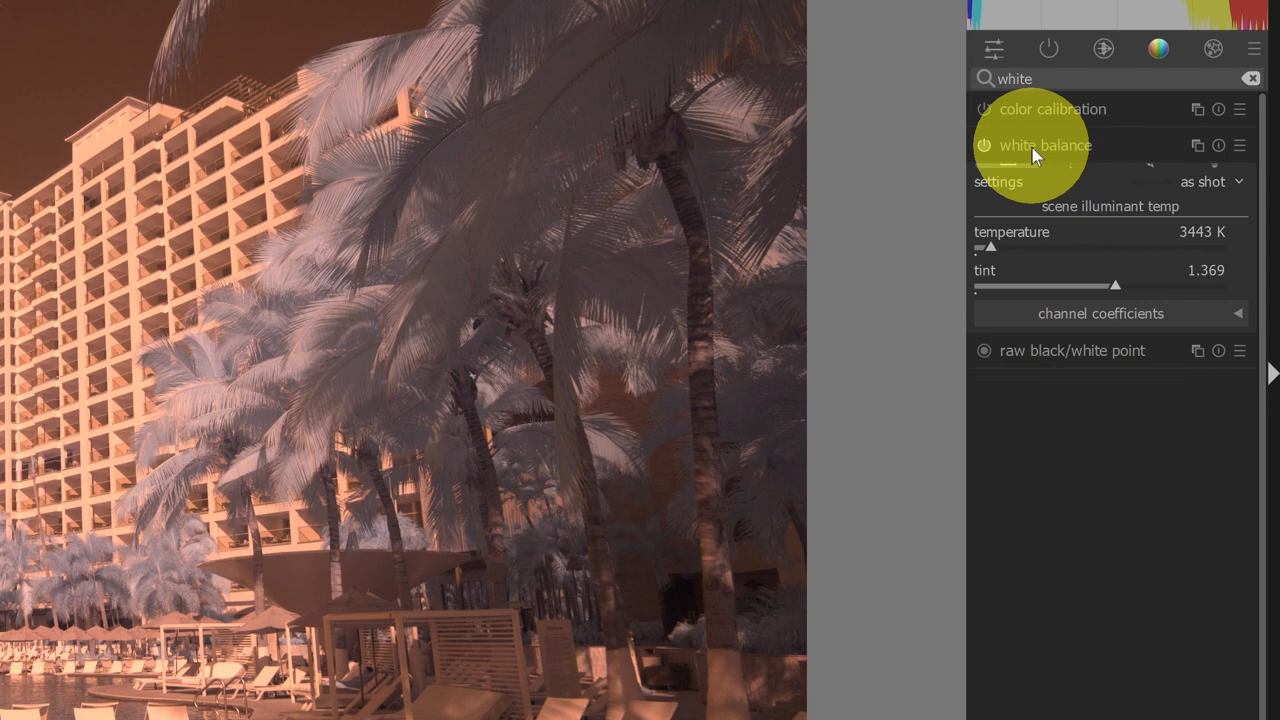 white
color calibration
white balance
settings as shot
scene illuminant temp
temperature 3443 K
tint 1.369
channel coefficients
raw black/white point